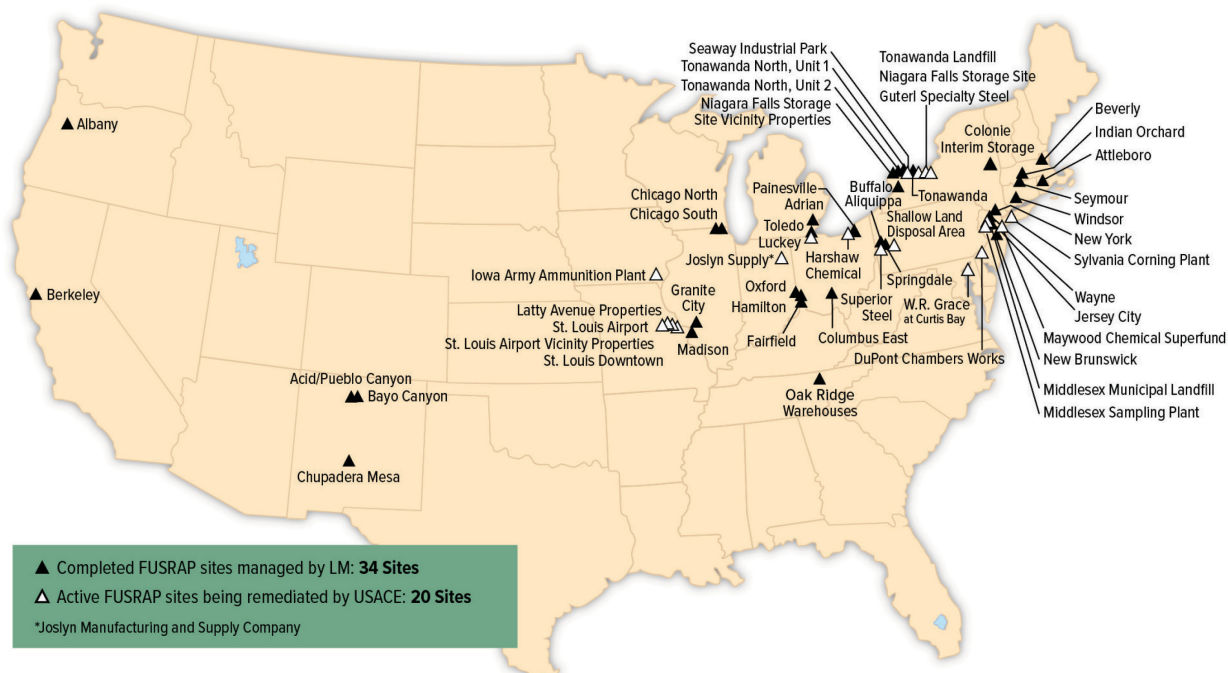 Seaway Industrial Park
Tonawanda North, Unit 1
Tonawanda North, Unit 2
Niagara Falls Storage
Site Vicinity Properties
Tonawanda Landfill
Niagara Falls Storage Site
Guterl Specialty Steel
Colonie
Interim Storage
Beverly
Indian Orchard
Attleboro
Seymour
Windsor
New York
Sylvania Corning Plant
Wayne
Jersey City
Maywood Chemical Superfund
New Brunswick
Middlesex Municipal Landfill
Middlesex Sampling Plant
Albany
Berkeley
Chicago North
Chicago South
Painesville
Adrian
Toledo
Luckey
Joslyn Supply*
Buffalo
Aliquippa
Tonawanda
Shallow Land
Disposal Area
Harshaw
Chemical
Springdale
Superior
Steel
W.R. Grace
at Curtis Bay
DuPont Chambers Works
Iowa Army Ammunition Plant
Granite
City
Latty Avenue Properties
St. Louis Airport
St. Louis Airport Vicinity Properties
St. Louis Downtown
Madison
Oxford
Hamilton
Fairfield
Columbus East
Oak Ridge
Warehouses
Acid/Pueblo Canyon
Bayo Canyon
Chupadera Mesa
Completed FUSRAP sites managed by LM: 34 Sites
Active FUSRAP sites being remediated by USACE: 20 Sites
*Joslyn Manufacturing and Supply Company